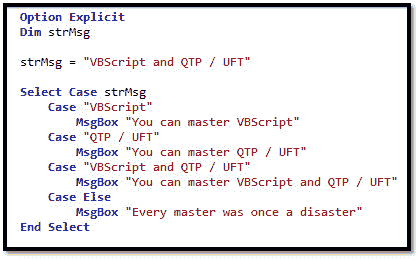 Option Explicit
Dim strMsg
strMsg = "VBScript and QTP / UFT"
Select Case strMsg
Case "VBScript"
MsgBox "You can master VBScript"
Case "QTP / UFT"
MsgBox "You can master QTP / UFT"
Case "VBScript and QTP / UFT"
MsgBox "You can master VBScript and QTP / UFT"
Case Else
MsgBox "Every master was once a disaster"
End Select